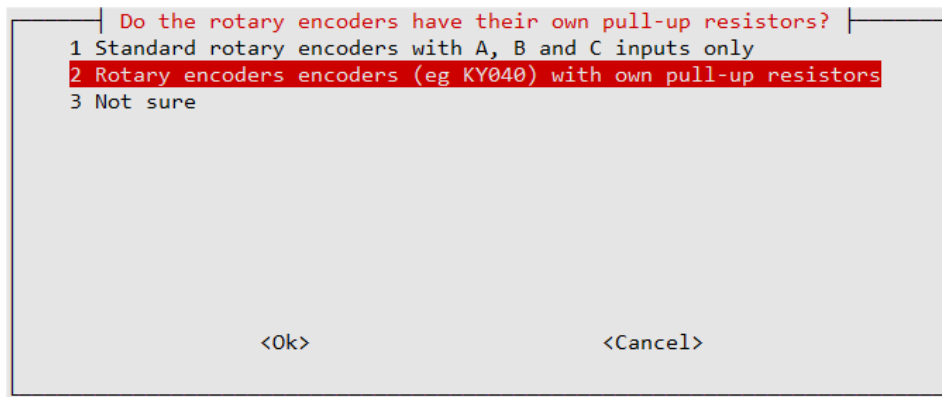 Do the rotary encoders have their own pull-up resistors?
1 Standard rotary encoders with A, B and C inputs only
2 Rotary encoders encoders (eg KY040) with own pull-up resistors
3 Not sure
<Ok> <Cancel>